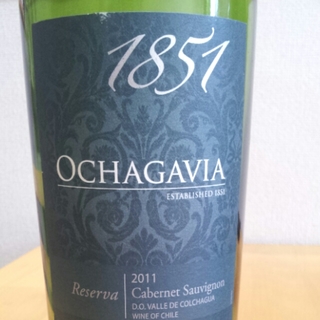 1851
OCHAGAVIA
ESTABLISHED 1851
Reserva
2011
Cabernet Sauvignon
D.O. VALLE DE COLCHAGUA
WINE OF CHILE